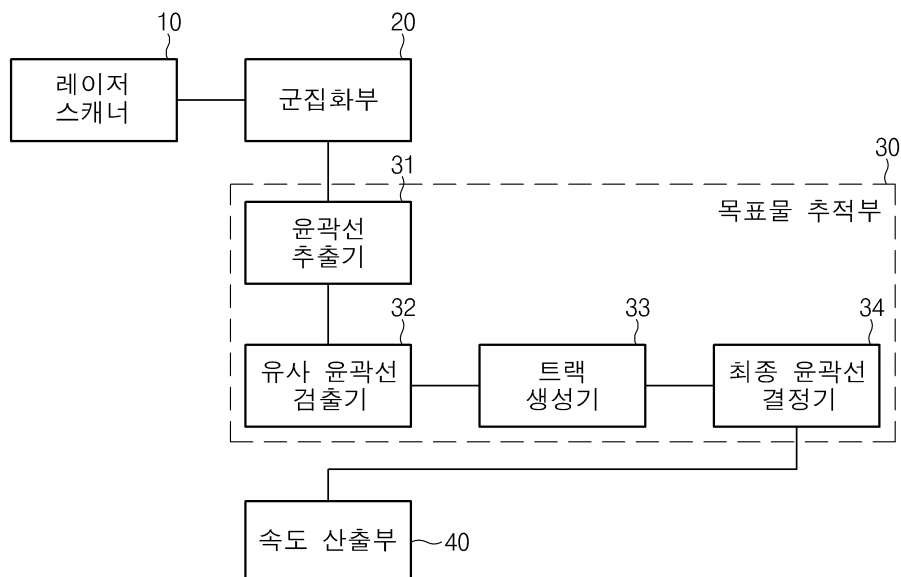 10
레이저
스캐너
20
군집화부
30
목표물 추적부
31
윤곽선
추출기
32
유사 윤곽선
검출기
33
트랙
생성기
34
최종 윤곽선
결정기
속도 산출부
40